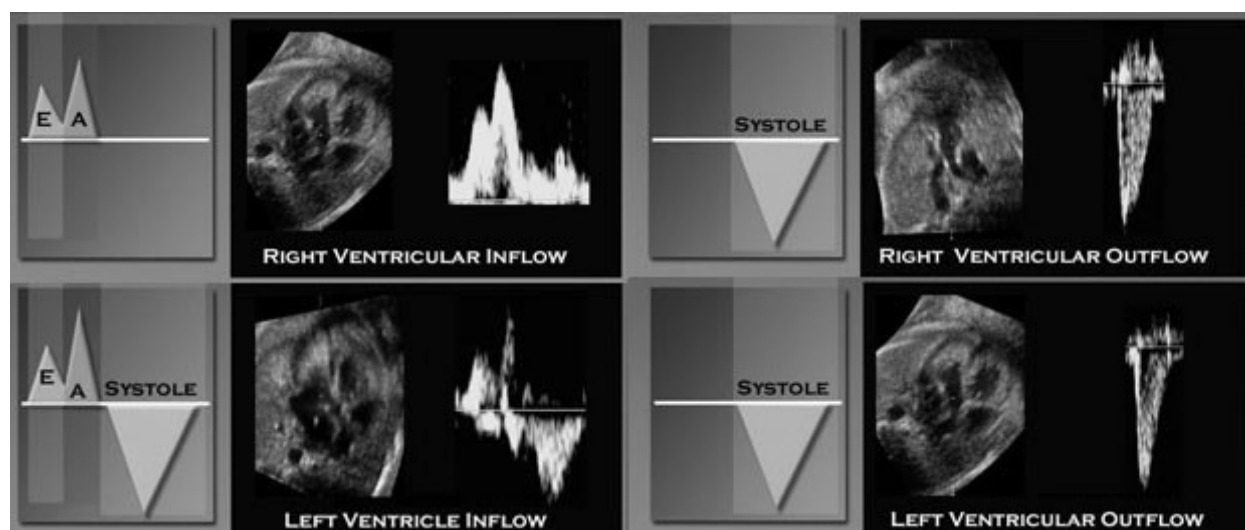 E A
RIGHT VENTRICULAR INFLOW
SYSTOLE
RIGHT VENTRICULAR OUTFLOW
E A SYSTOLE
LEFT VENTRICLE INFLOW
SYSTOLE
LEFT VENTRICULAR OUTFLOW